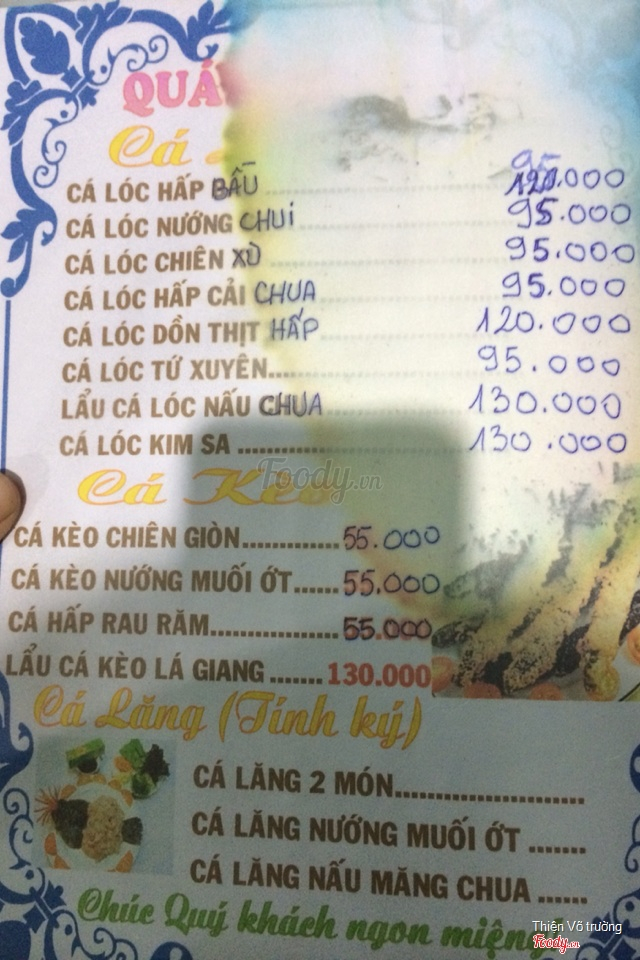 QUÁ
Cá
CÁ LÓC HẤP BẦU 000
CÁ LÓC NƯỚNG CHUI 95.000
CÁ LÓC CHIÊN XÙ 95.000
CÁ LÓC HẤP CẢI CHUA 95.000
CÁ LÓC DỒN THỊT HẤP 120.000
CÁ LÓC TỨ XUYÊN... 95.000
LẨU CÁ LÓC NẤU CHUA 130.000
CÁ LÓC KIM SA ........ 130.000
Foody.vn
Cá Kèo
CÁ KÈO CHIÊN GIÒN............. 55.000
CÁ KÈO NƯỚNG MUỐI ỚT...... 55.000
CÁ HẤP RAU RĂM................. 55.000
LẨU CÁ KÈO LÁ GIANG ....... 130.000
Cá Lăng (Tính ký)
CÁ LĂNG 2 MÓN......................
CÁ LĂNG NƯỚNG MUỐI ỚT .......
CÁ LĂNG NẤU MĂNG CHUA ......
Chúc Quý khách ngon miệng!
Thiện Võ trường
Foody.vn